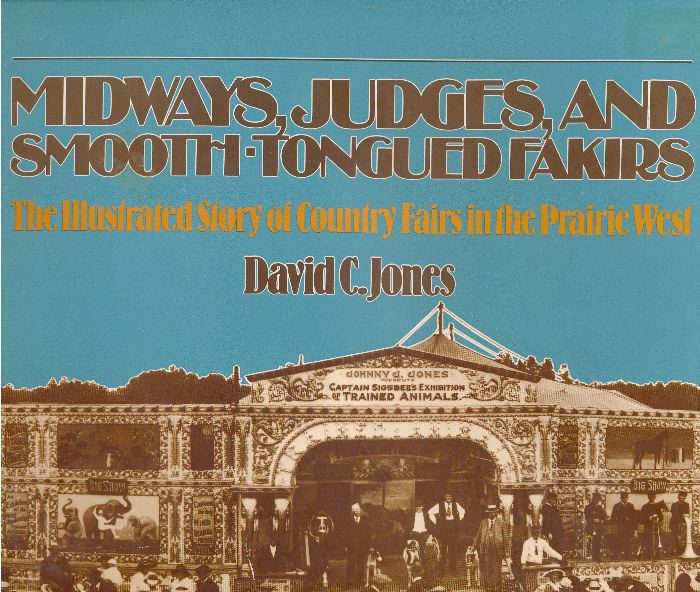 MIDWAYS, JUDGES, AND
SMOOTH-TONGUED FAKIRS
The Illustrated Story of Country Fairs in the Prairie West
David C. Jones
JOHNNY J. JONES
PRESENTS
CAPTAIN SIGSBEE'S EXHIBITION
OF TRAINED ANIMALS.
BIG SHOW
BIG SHOW